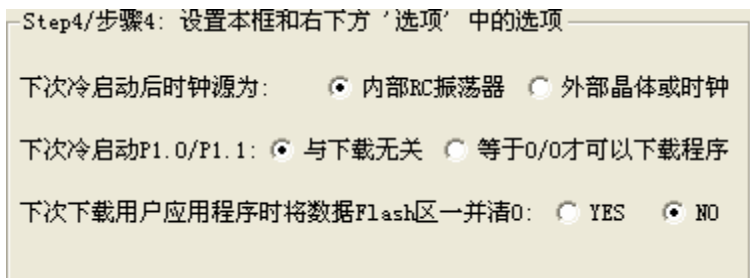 Step4/步骤4: 设置本框和右下方 '选项' 中的选项
下次冷启动后时钟源为: 内部RC振荡器 外部晶体或时钟
下次冷启动P1.0/P1.1: 与下载无关 等于0/0才可以下载程序
下次下载用户应用程序时将数据Flash区一并清0: YES NO